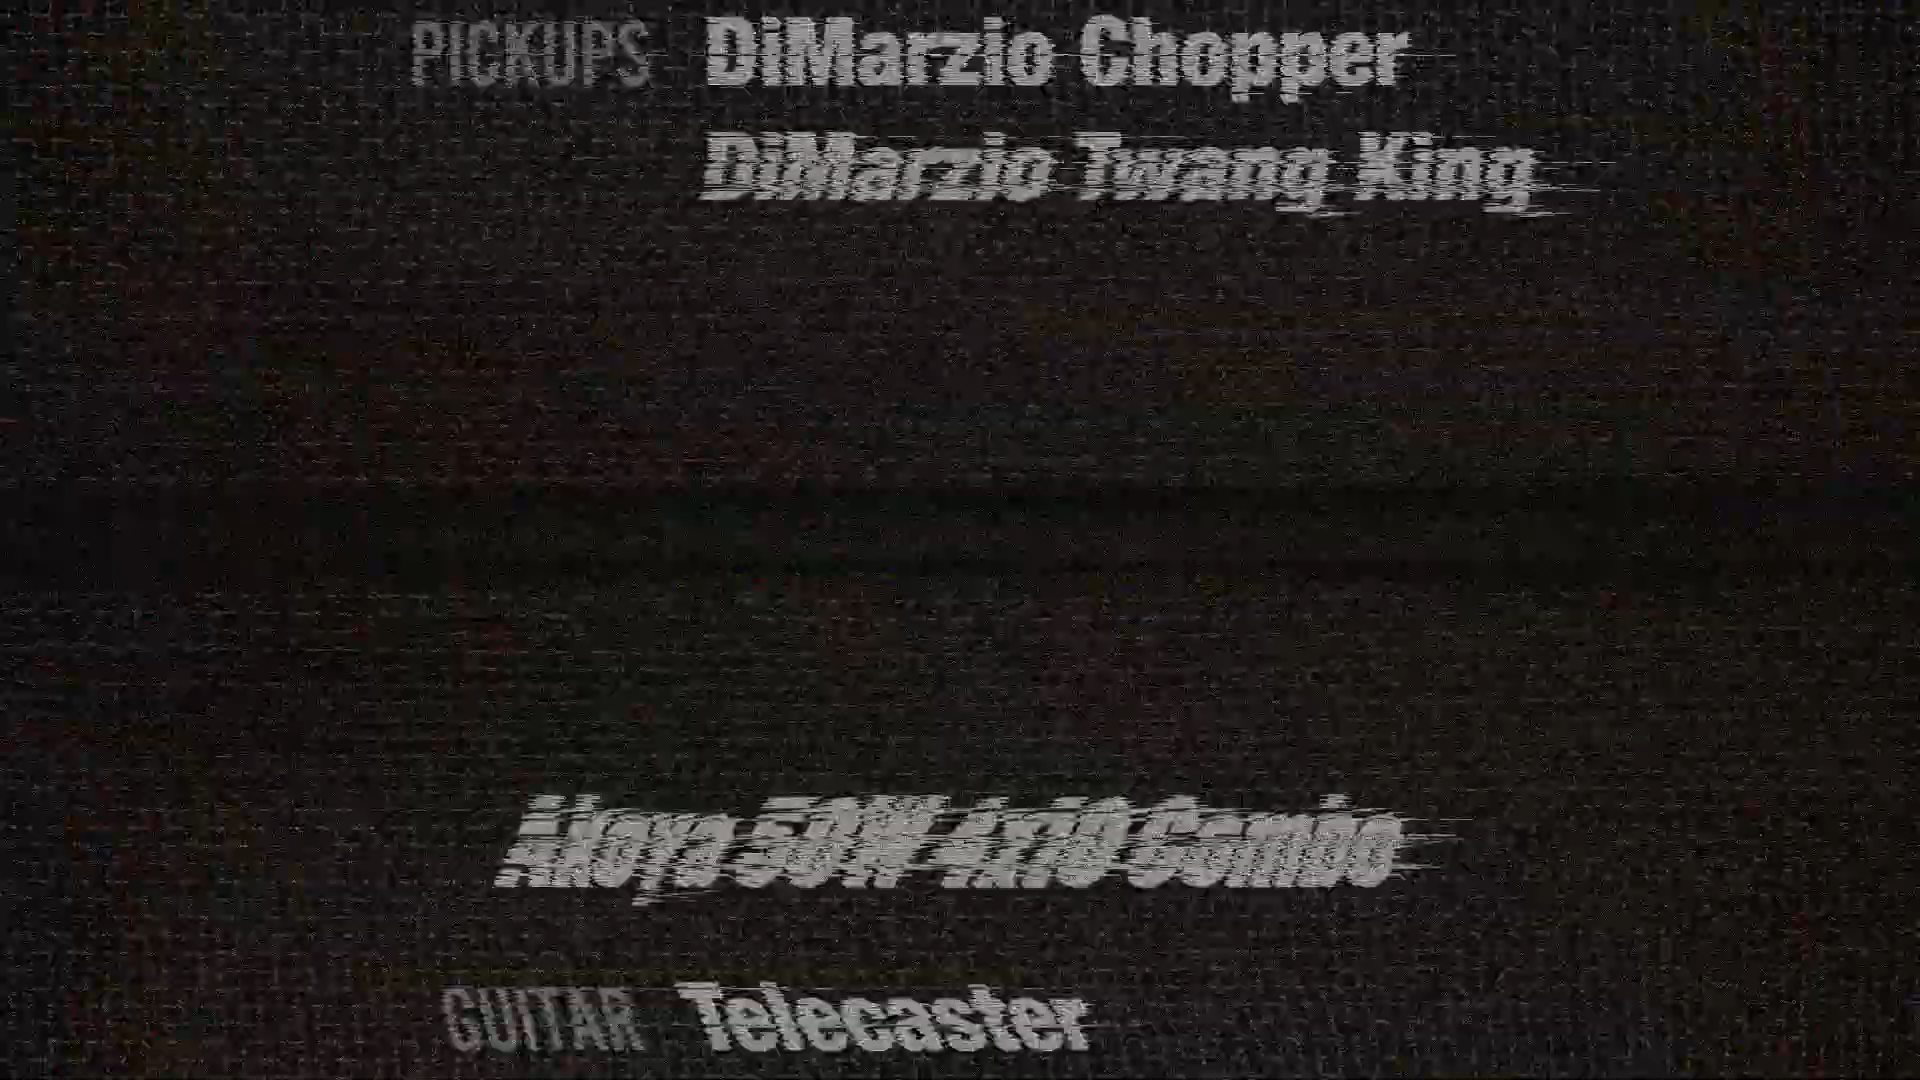 PICKUPS DiMarzio Chopper
DiMarzio Twang King
Akoya 50W 4x10 Combo
GUITAR Telecaster